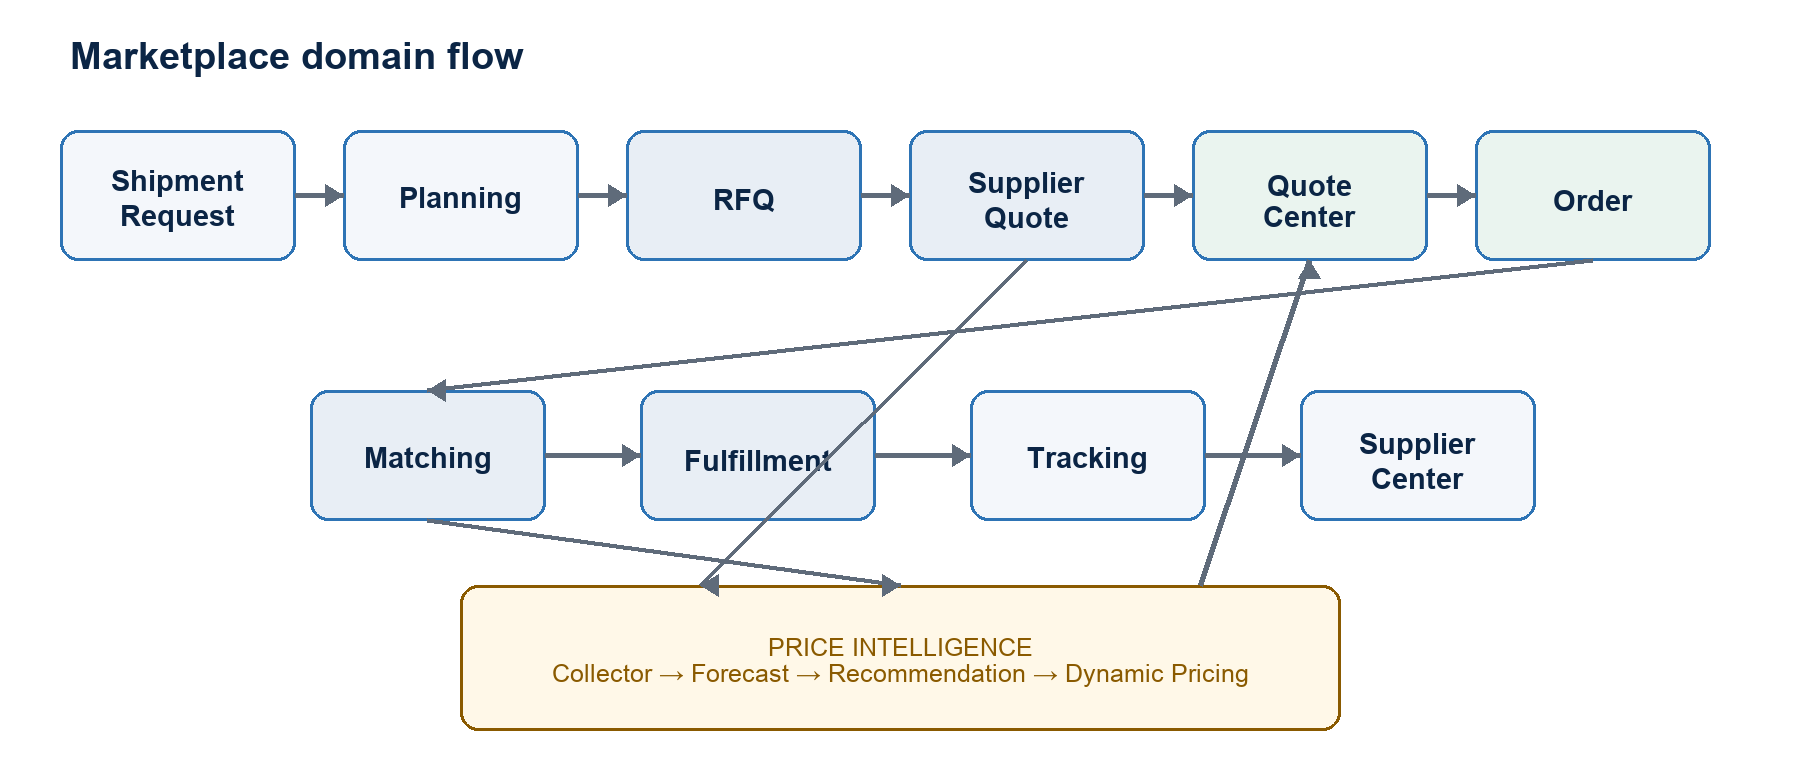 Marketplace domain flow
Shipment
Request
Planning
RFQ
Supplier
Quote
Quote
Center
Order
Matching
Fulfillment
Tracking
Supplier
Center
PRICE INTELLIGENCE
Collector → Forecast → Recommendation → Dynamic Pricing